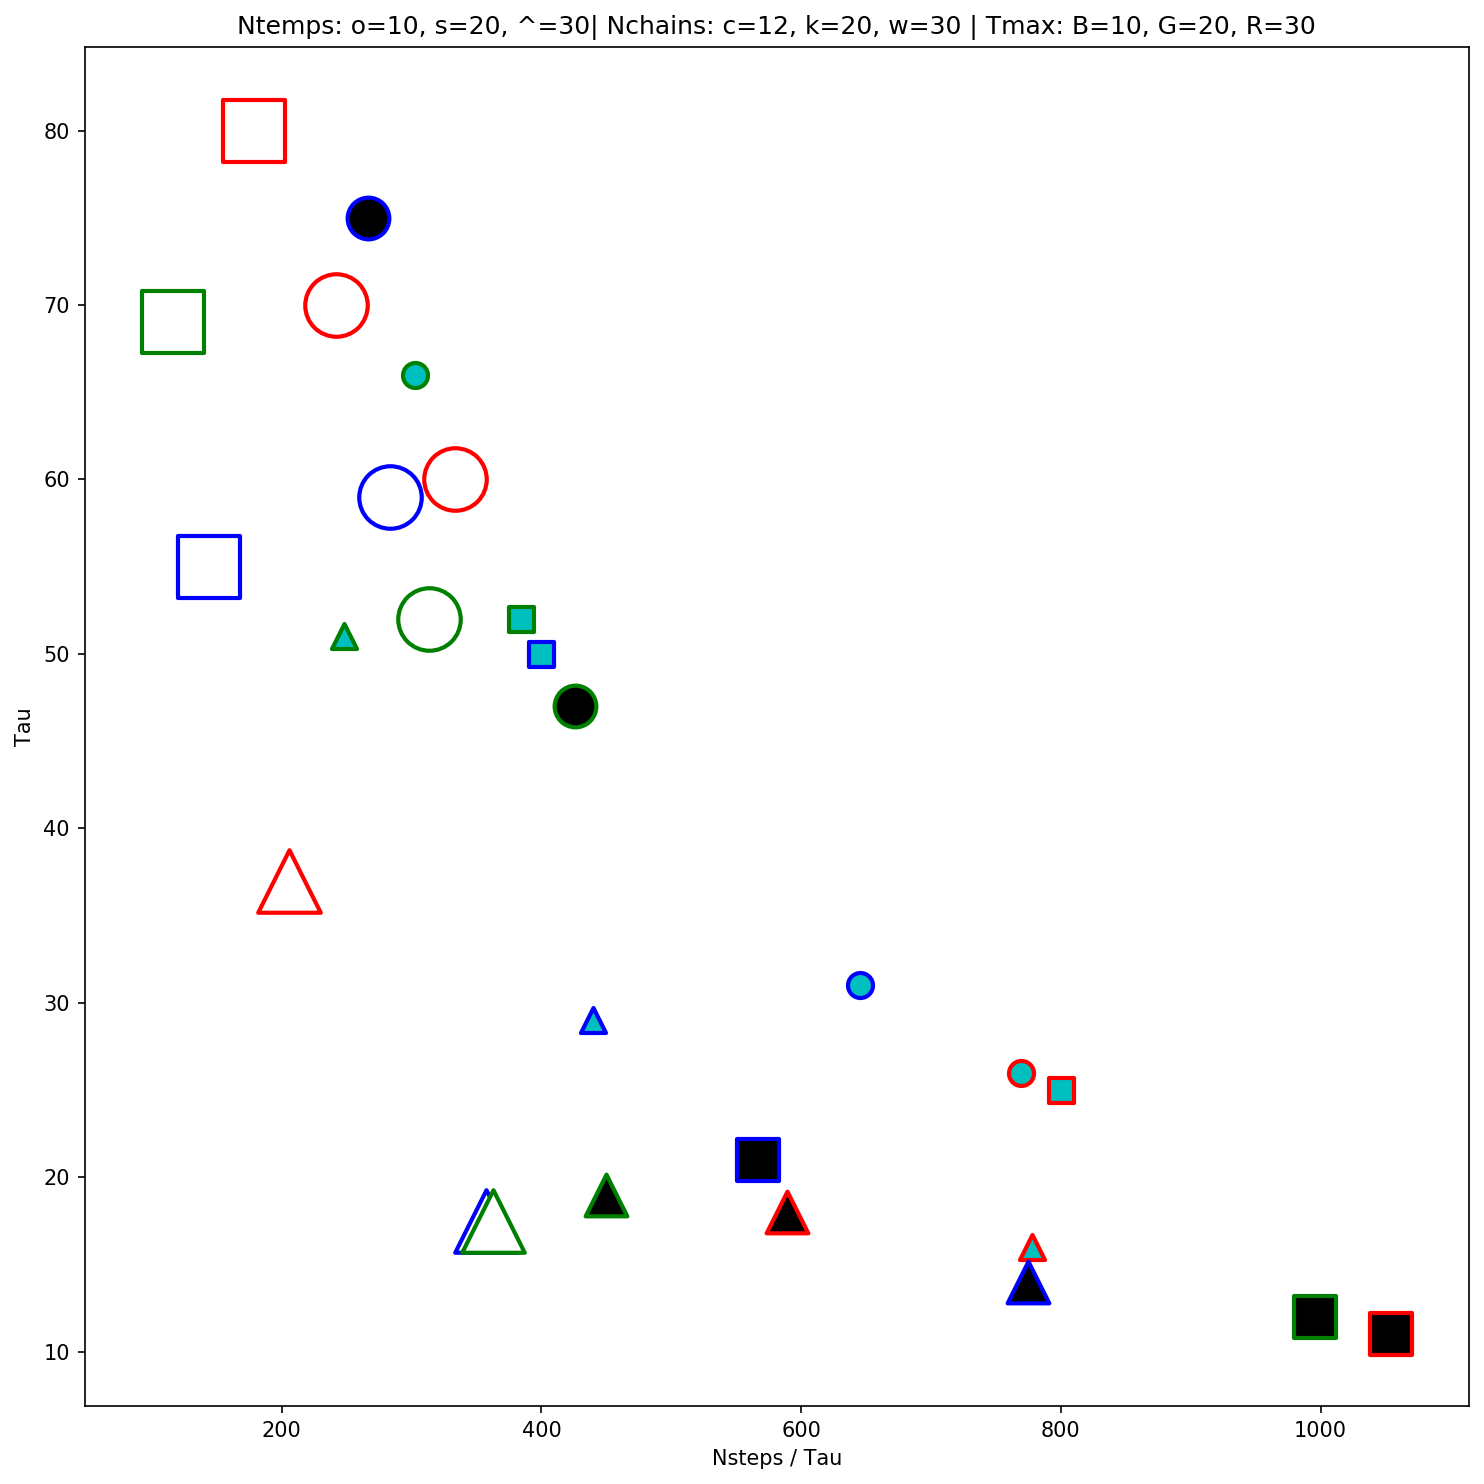 Ntemps: o=10, s=20, ^=30| Nchains: c=12, k=20, w=30 | Tmax: B=10, G=20, R=30
80
70
60
50
40
30
20
10
Tau
200 400 600 800 1000
Nsteps / Tau